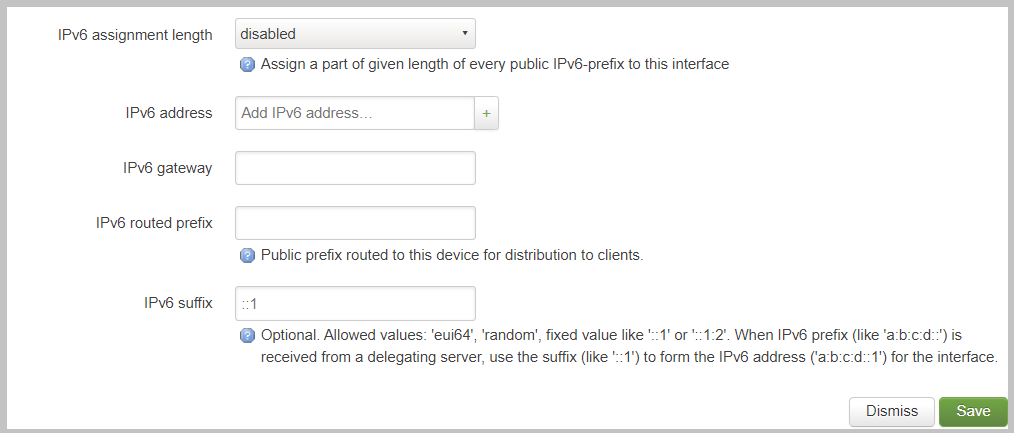 IPv6 assignment length disabled
Assign a part of given length of every public IPv6-prefix to this interface
IPv6 address Add IPv6 address... +
IPv6 gateway
IPv6 routed prefix
Public prefix routed to this device for distribution to clients.
IPv6 suffix ::1
Optional. Allowed values: 'eui64', 'random', fixed value like '::1' or '::1:2'. When IPv6 prefix (like 'a:b:c:d::') is
received from a delegating server, use the suffix (like '::1') to form the IPv6 address ('a:b:c:d::1') for the interface.
Dismiss Save